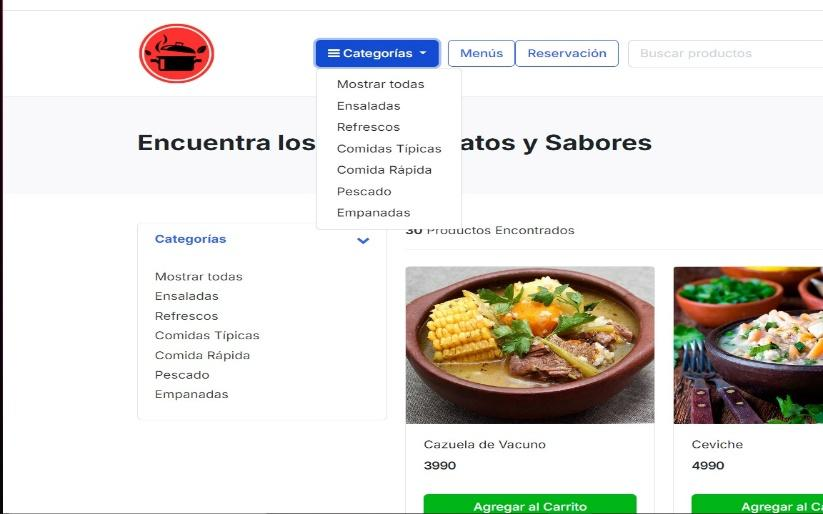 Categorías
Menús
Reservación
Buscar productos
Mostrar todas
Ensaladas
Refrescos
Comidas Típicas
Comida Rápida
Pescado
Empanadas
Encuentra los atos y Sabores
Categorías
Mostrar todas
Ensaladas
Refrescos
Comidas Típicas
Comida Rápida
Pescado
Empanadas
30 Productos Encontrados
Cazuela de Vacuno
3990
Agregar al Carrito
Ceviche
4990
Agregar al Ca